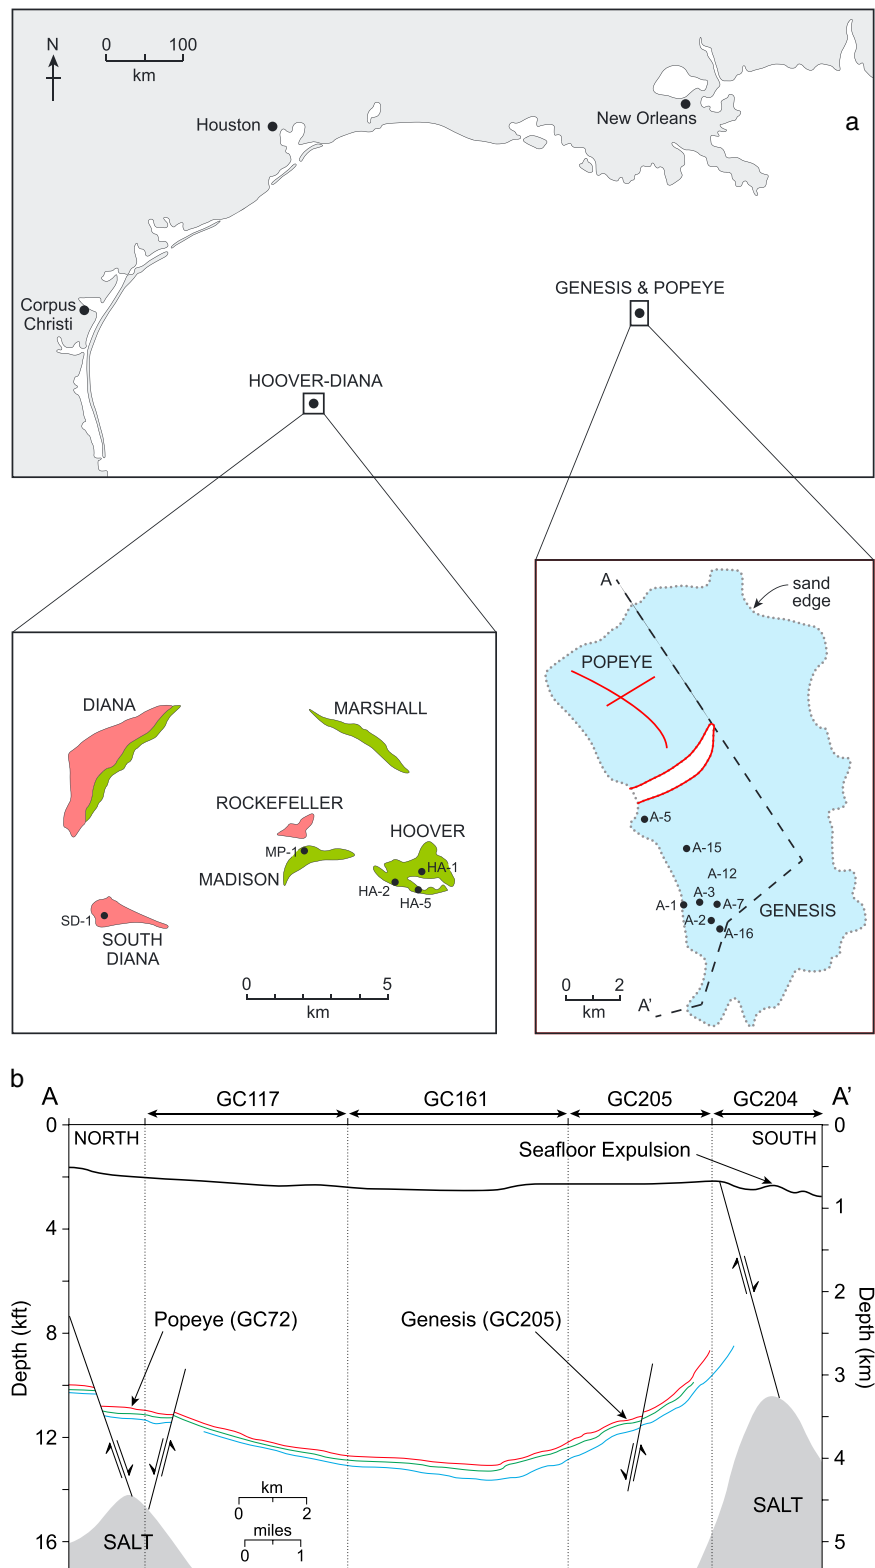 N
0 100
km
a
Houston
New Orleans
Corpus
Christi
GENESIS & POPEYE
HOOVER-DIANA
A
sand
edge
POPEYE
A-5
A-15
A-12
A-3
A-1
A-7
A-2
GENESIS
A-16
0 2
km
A'
DIANA
MARSHALL
ROCKEFELLER
HOOVER
MP-1
MADISON
HA-1
HA-2
HA-5
SD-1
SOUTH
DIANA
0 5
km
b
A GC117 GC161 GC205 GC204 A'
0 NORTH SOUTH 0
Seafloor Expulsion
1
4
2
Popeye (GC72) Genesis (GC205)
8
3
Depth (kft)
Depth (km)
12
4
km
0 2
miles
0 1
SALT
SALT
16
5